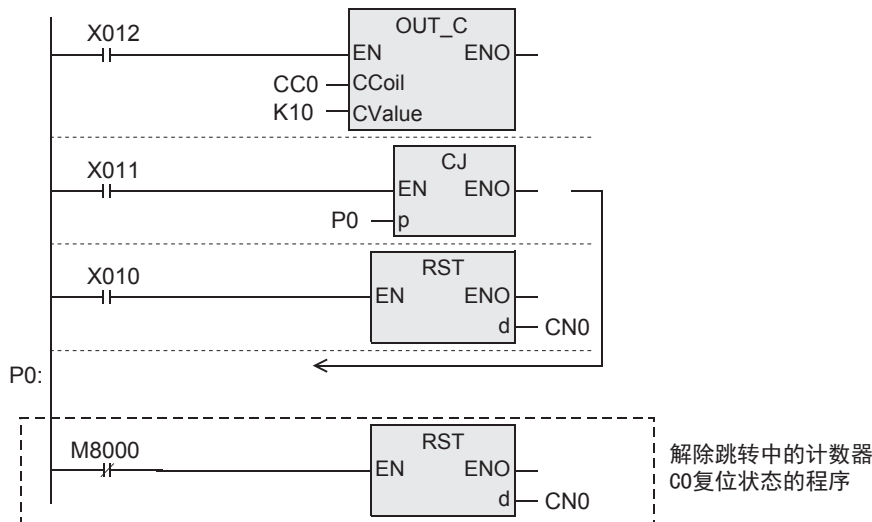 X012
OUT_C
EN ENO
CC0 CCoil
K10 CValue
X011
CJ
EN ENO
P0 p
X010
RST
EN ENO
d CN0
P0:
M8000
RST
EN ENO
d CN0
解除跳转中的计数器
C0复位状态的程序